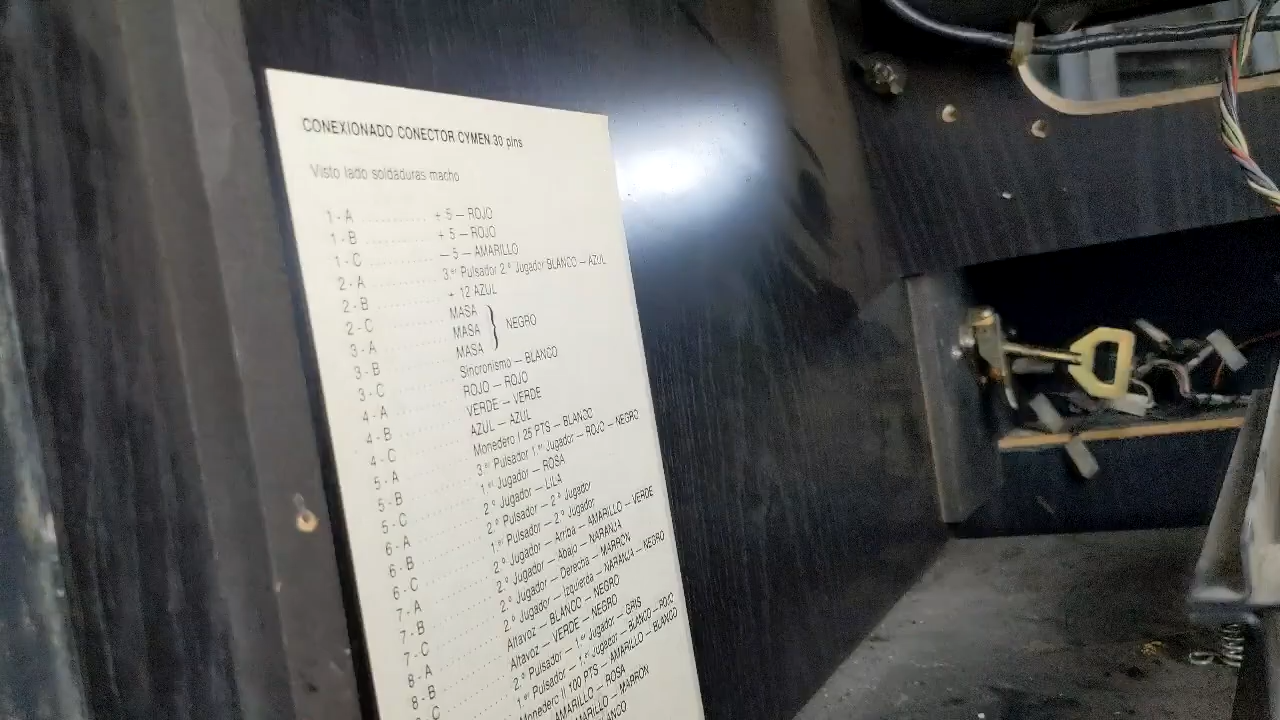 CONEXIONADO CONECTOR CYMEN 30 pins
Visto lado soldaduras macho
1 - A ............ + 5 — ROJO
1 - B ............ + 5 — ROJO
1 - C ............ — 5 — AMARILLO
2 - A ............ 3.er Pulsador 2.º Jugador BLANCO — AZUL
2 - B ............ + 12 AZUL
2 - C ............ MASA
3 - A ............ MASA } NEGRO
3 - B ............ MASA
3 - C ............ Sincronismo — BLANCO
4 - A ............ ROJO — ROJO
4 - B ............ VERDE — VERDE
4 - C ............ AZUL — AZUL
5 - A ............ Monedero I 25 PTS — BLANCO
5 - B ............ 3.er Pulsador 1.er Jugador — ROJO — NEGRO
5 - C ............ 1.er Jugador — ROSA
6 - A ............ 2.º Jugador — LILA
6 - B ............ 2.º Pulsador — 2.º Jugador
6 - C ............ 1.er Pulsador — 2.º Jugador
7 - A ............ 2.º Jugador — Arriba — AMARILLO — VERDE
7 - B ............ 2.º Jugador — Abajo — NARANJA
7 - C ............ 2.º Jugador — Derecha — MARRON
8 - A ............ 2.º Jugador — Izquierda — NARANJA — NEGRO
8 - B ............ Altavoz — BLANCO — NEGRO
8 - C ............ Altavoz — VERDE — NEGRO
2.º Pulsador — 1.er Jugador — GRIS
1.er Pulsador — 1.er Jugador — BLANCO — ROJO
Monedero II 100 PTS — AMARILLO — BLANCO
AMARILLO — ROSA
AMARILLO — MARRON
BLANCO